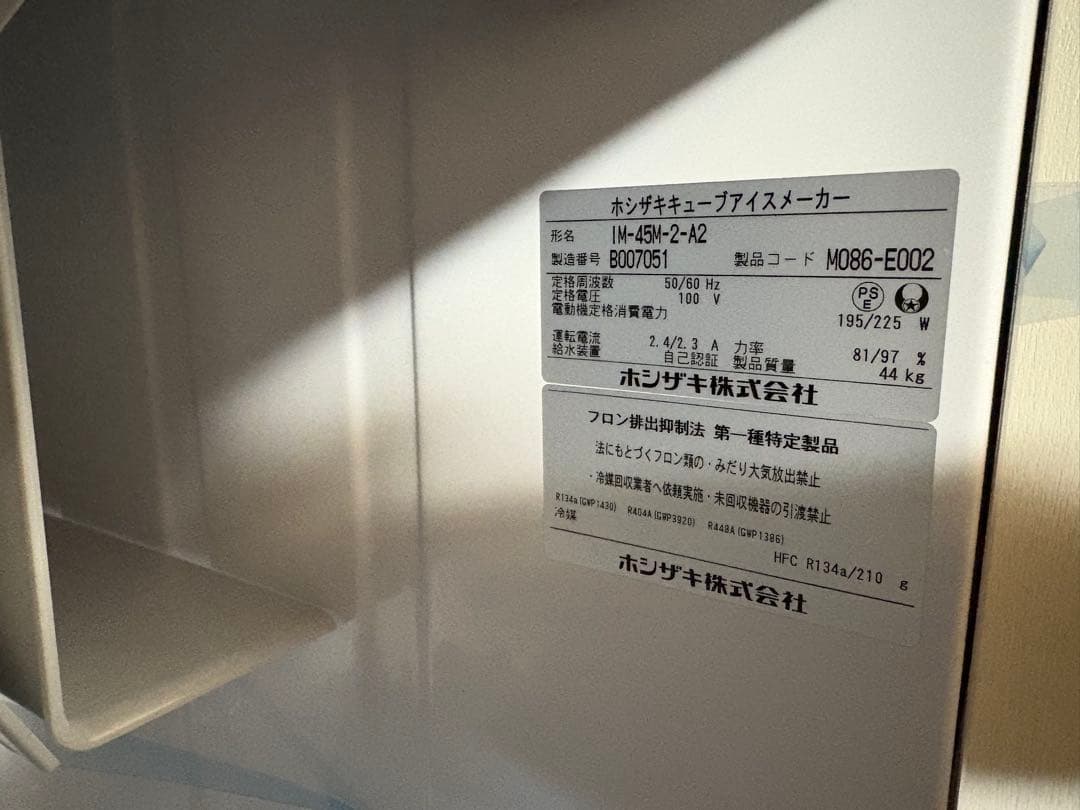 ホシザキキューブアイスメーカー
形名 IM-45M-2-A2
製造番号 B007051 製品コード M086-E002
定格周波数 50/60 Hz
定格電圧 100 V
PS E
電動機定格消費電力 195/225 W
運転電流 2.4/2.3 A 力率 81/97 %
給水装置 自己認証 製品質量 44 kg
ホシザキ株式会社
フロン排出抑制法 第一種特定製品
法にもとづくフロン類の・みだり大気放出禁止
・冷媒回収業者へ依頼実施・未回収機器の引渡禁止
R134a(GWP1430) R404A(GWP3920) R448A(GWP1386)
冷媒 HFC R134a/210 g
ホシザキ株式会社